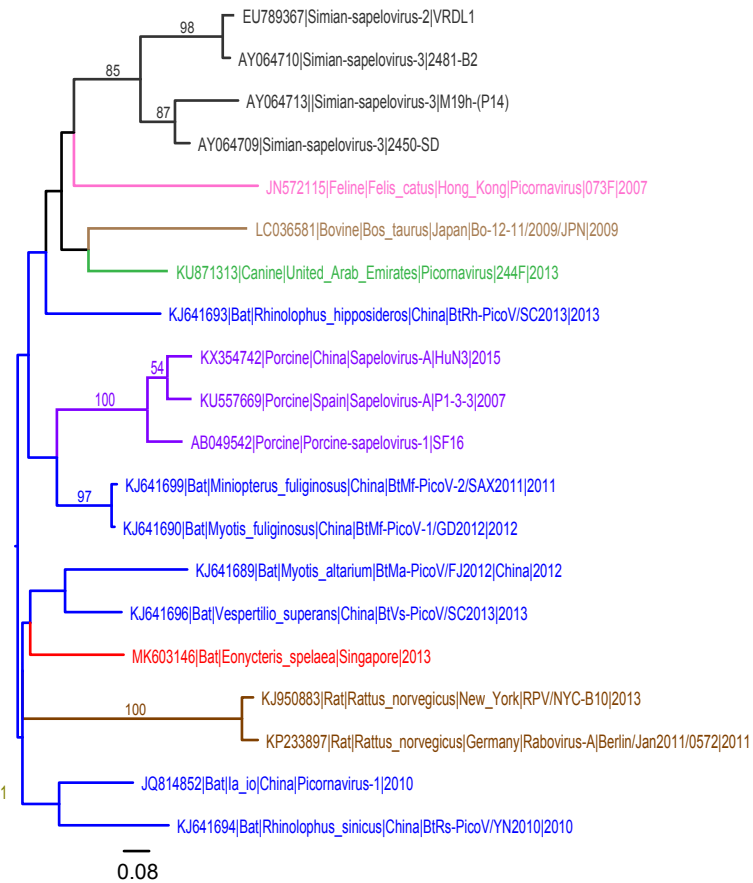 EU789367|Simian-sapelovirus-2|VRDL1
98
AY064710|Simian-sapelovirus-3|2481-B2
85
AY064713||Simian-sapelovirus-3|M19h-(P14)
87
AY064709|Simian-sapelovirus-3|2450-SD
JN572115|Feline|Felis_catus|Hong_Kong|Picornavirus|073F|2007
LC036581|Bovine|Bos_taurus|Japan|Bo-12-11/2009/JPN|2009
KU871313|Canine|United_Arab_Emirates|Picornavirus|244F|2013
KJ641693|Bat|Rhinolophus_hipposideros|China|BtRh-PicoV/SC2013|2013
KX354742|Porcine|China|Sapelovirus-A|HuN3|2015
54
KU557669|Porcine|Spain|Sapelovirus-A|P1-3-3|2007
100
AB049542|Porcine|Porcine-sapelovirus-1|SF16
KJ641699|Bat|Miniopterus_fuliginosus|China|BtMf-PicoV-2/SAX2011|2011
97
KJ641690|Bat|Myotis_fuliginosus|China|BtMf-PicoV-1/GD2012|2012
KJ641689|Bat|Myotis_altarium|BtMa-PicoV/FJ2012|China|2012
KJ641696|Bat|Vespertilio_superans|China|BtVs-PicoV/SC2013|2013
MK603146|Bat|Eonycteris_spelaea|Singapore|2013
KJ950883|Rat|Rattus_norvegicus|New_York|RPV/NYC-B10|2013
100
KP233897|Rat|Rattus_norvegicus|Germany|Rabovirus-A|Berlin/Jan2011/0572|2011
JQ814852|Bat|Ia_io|China|Picornavirus-1|2010
1
KJ641694|Bat|Rhinolophus_sinicus|China|BtRs-PicoV/YN2010|2010
0.08